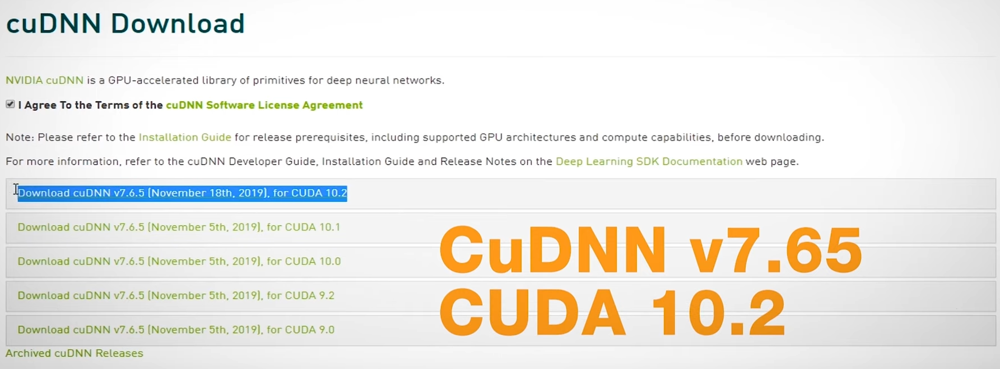 cuDNN Download
NVIDIA cuDNN is a GPU-accelerated library of primitives for deep neural networks.
I Agree To the Terms of the cuDNN Software License Agreement
Note: Please refer to the Installation Guide for release prerequisites, including supported GPU architectures and compute capabilities, before downloading.
For more information, refer to the cuDNN Developer Guide, Installation Guide and Release Notes on the Deep Learning SDK Documentation web page.
Download cuDNN v7.6.5 (November 18th, 2019), for CUDA 10.2
Download cuDNN v7.6.5 (November 5th, 2019), for CUDA 10.1
Download cuDNN v7.6.5 (November 5th, 2019), for CUDA 10.0
Download cuDNN v7.6.5 (November 5th, 2019), for CUDA 9.2
Download cuDNN v7.6.5 (November 5th, 2019), for CUDA 9.0
Archived cuDNN Releases
CuDNN v7.65
CUDA 10.2